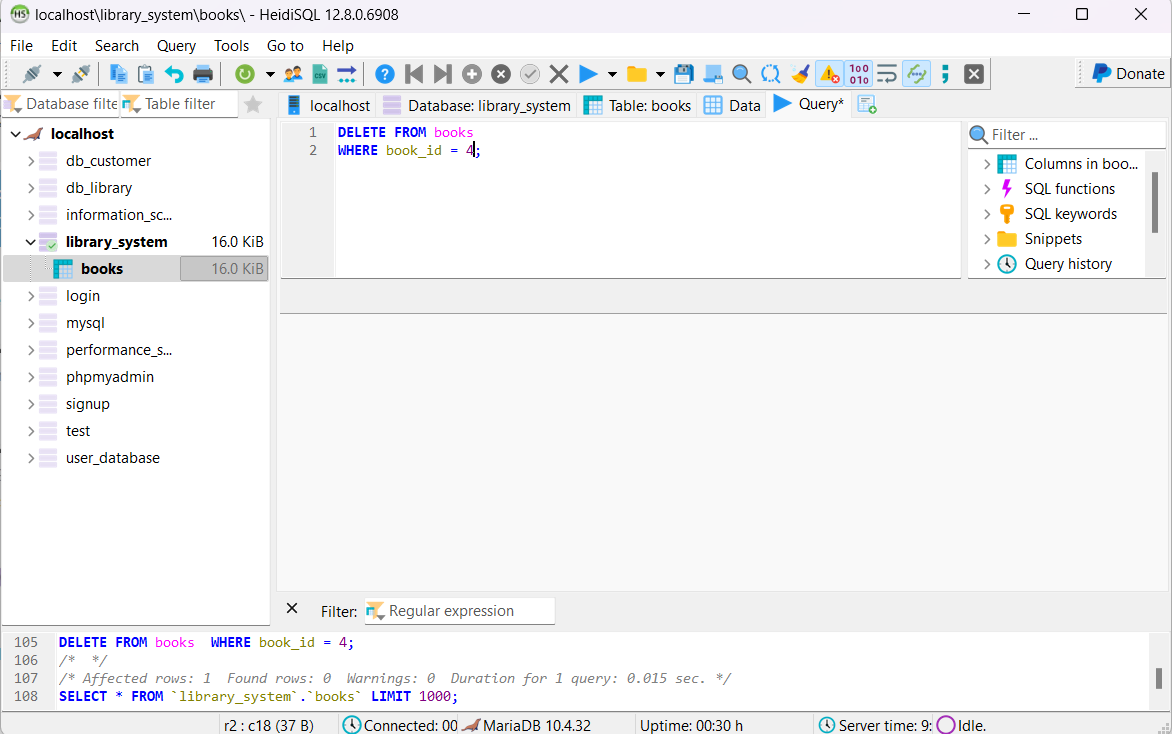 HS localhost\library_system\books\ - HeidiSQL 12.8.0.6908
File Edit Search Query Tools Go to Help
CSV ? 100 010 ; Donate
Database filte Table filter localhost Database: library_system Table: books Data Query*
1 DELETE FROM books
2 WHERE book_id = 4;
Filter ...
Columns in boo...
SQL functions
SQL keywords
Snippets
Query history
localhost
db_customer
db_library
information_sc...
library_system 16.0 KiB
books 16.0 KiB
login
mysql
performance_s...
phpmyadmin
signup
test
user_database
Filter: Regular expression
105 DELETE FROM books  WHERE book_id = 4;
106 /*  */
107 /* Affected rows: 1  Found rows: 0  Warnings: 0  Duration for 1 query: 0.015 sec. */
108 SELECT * FROM `library_system`.`books` LIMIT 1000;
r2 : c18 (37 B) Connected: 00 MariaDB 10.4.32 Uptime: 00:30 h Server time: 9: Idle.